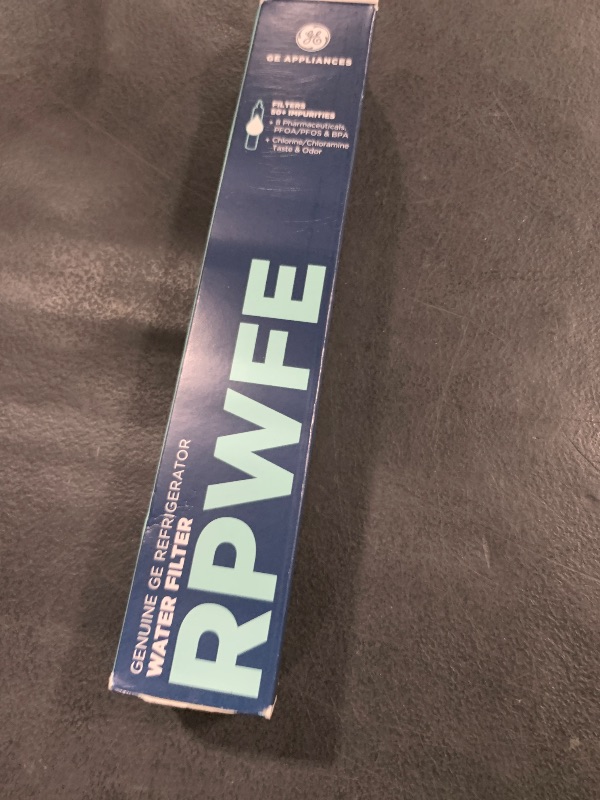 GE
GE APPLIANCES
FILTERS
50+ IMPURITIES
+ 8 Pharmaceuticals,
PFOA/PFOS & BPA
+ Chlorine/Chloramine
Taste & Odor
GENUINE GE REFRIGERATOR
WATER FILTER
RPWFE